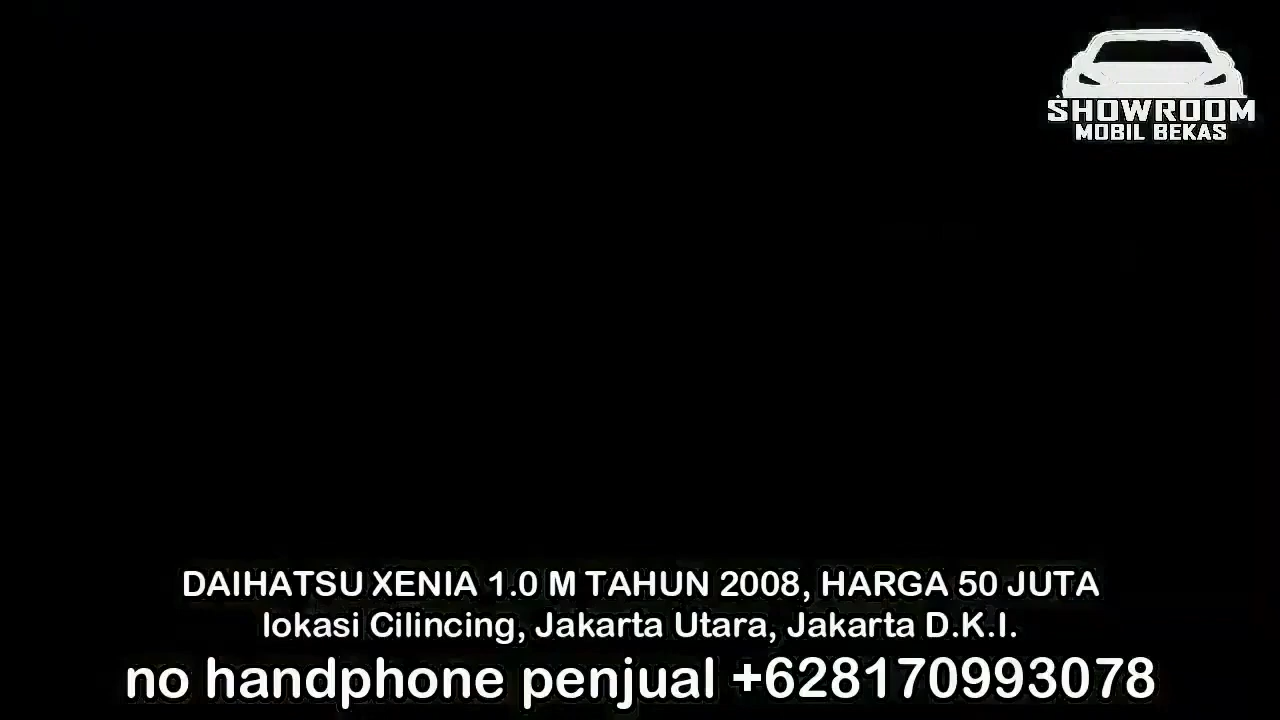 SHOWROOM
MOBIL BEKAS
DAIHATSU XENIA 1.0 M TAHUN 2008, HARGA 50 JUTA
lokasi Cilincing, Jakarta Utara, Jakarta D.K.I.
no handphone penjual +628170993078